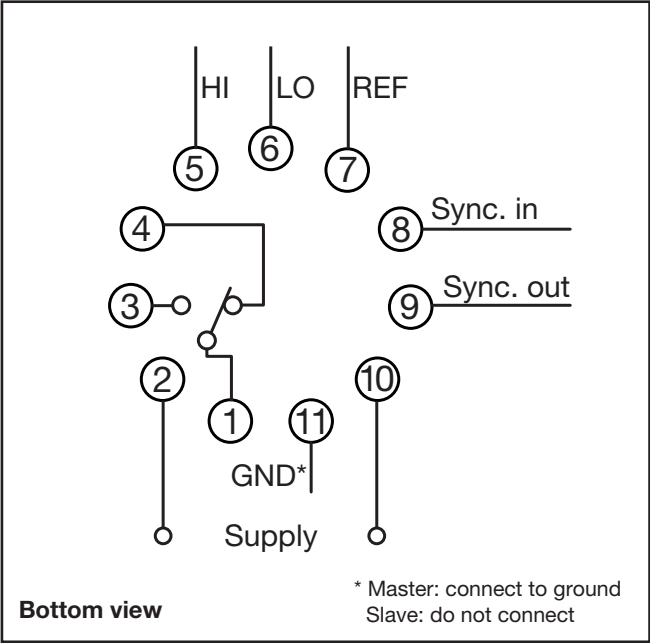 HI LO REF
5 6 7
4 8 Sync. in
3 9 Sync. out
2 10
1 11
GND*
Supply
* Master: connect to ground
Slave: do not connect
Bottom view